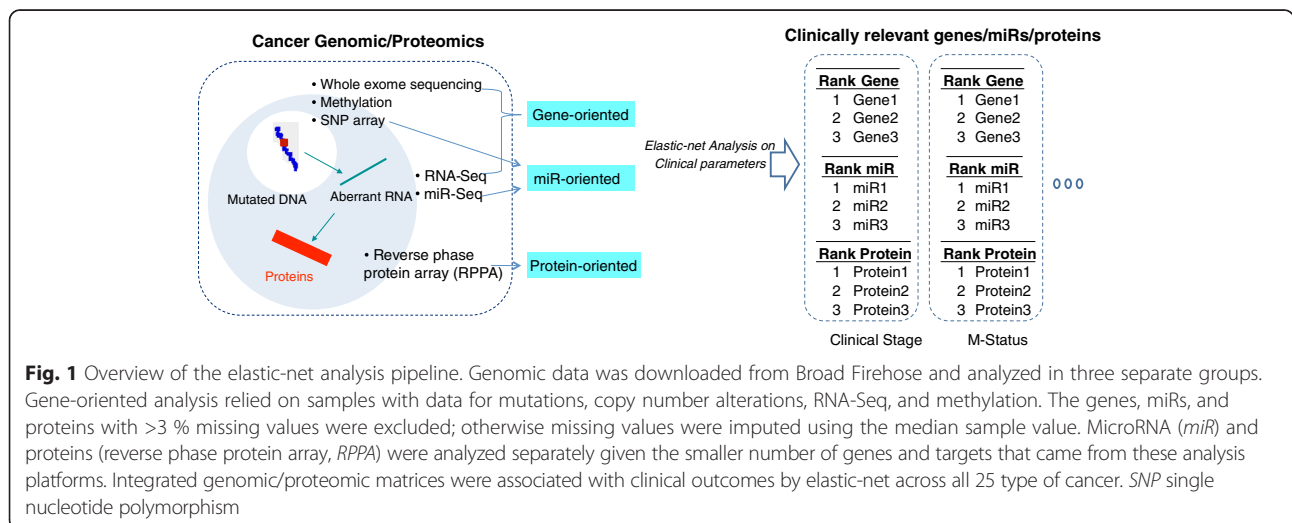 Cancer Genomic/Proteomics
• Whole exome sequencing
• Methylation
• SNP array
Mutated DNA
Aberrant RNA
• RNA-Seq
• miR-Seq
Proteins
• Reverse phase
protein array (RPPA)
Gene-oriented
miR-oriented
Protein-oriented
Elastic-net Analysis on
Clinical parameters
Clinically relevant genes/miRs/proteins
Rank Gene
1 Gene1
2 Gene2
3 Gene3
Rank miR
1 miR1
2 miR2
3 miR3
Rank Protein
1 Protein1
2 Protein2
3 Protein3
Clinical Stage
Rank Gene
1 Gene1
2 Gene2
3 Gene3
Rank miR
1 miR1
2 miR2
3 miR3
Rank Protein
1 Protein1
2 Protein2
3 Protein3
M-Status
Fig. 1 Overview of the elastic-net analysis pipeline. Genomic data was downloaded from Broad Firehose and analyzed in three separate groups.
Gene-oriented analysis relied on samples with data for mutations, copy number alterations, RNA-Seq, and methylation. The genes, miRs, and
proteins with >3 % missing values were excluded; otherwise missing values were imputed using the median sample value. MicroRNA (miR) and
proteins (reverse phase protein array, RPPA) were analyzed separately given the smaller number of genes and targets that came from these analysis
platforms. Integrated genomic/proteomic matrices were associated with clinical outcomes by elastic-net across all 25 type of cancer. SNP single
nucleotide polymorphism